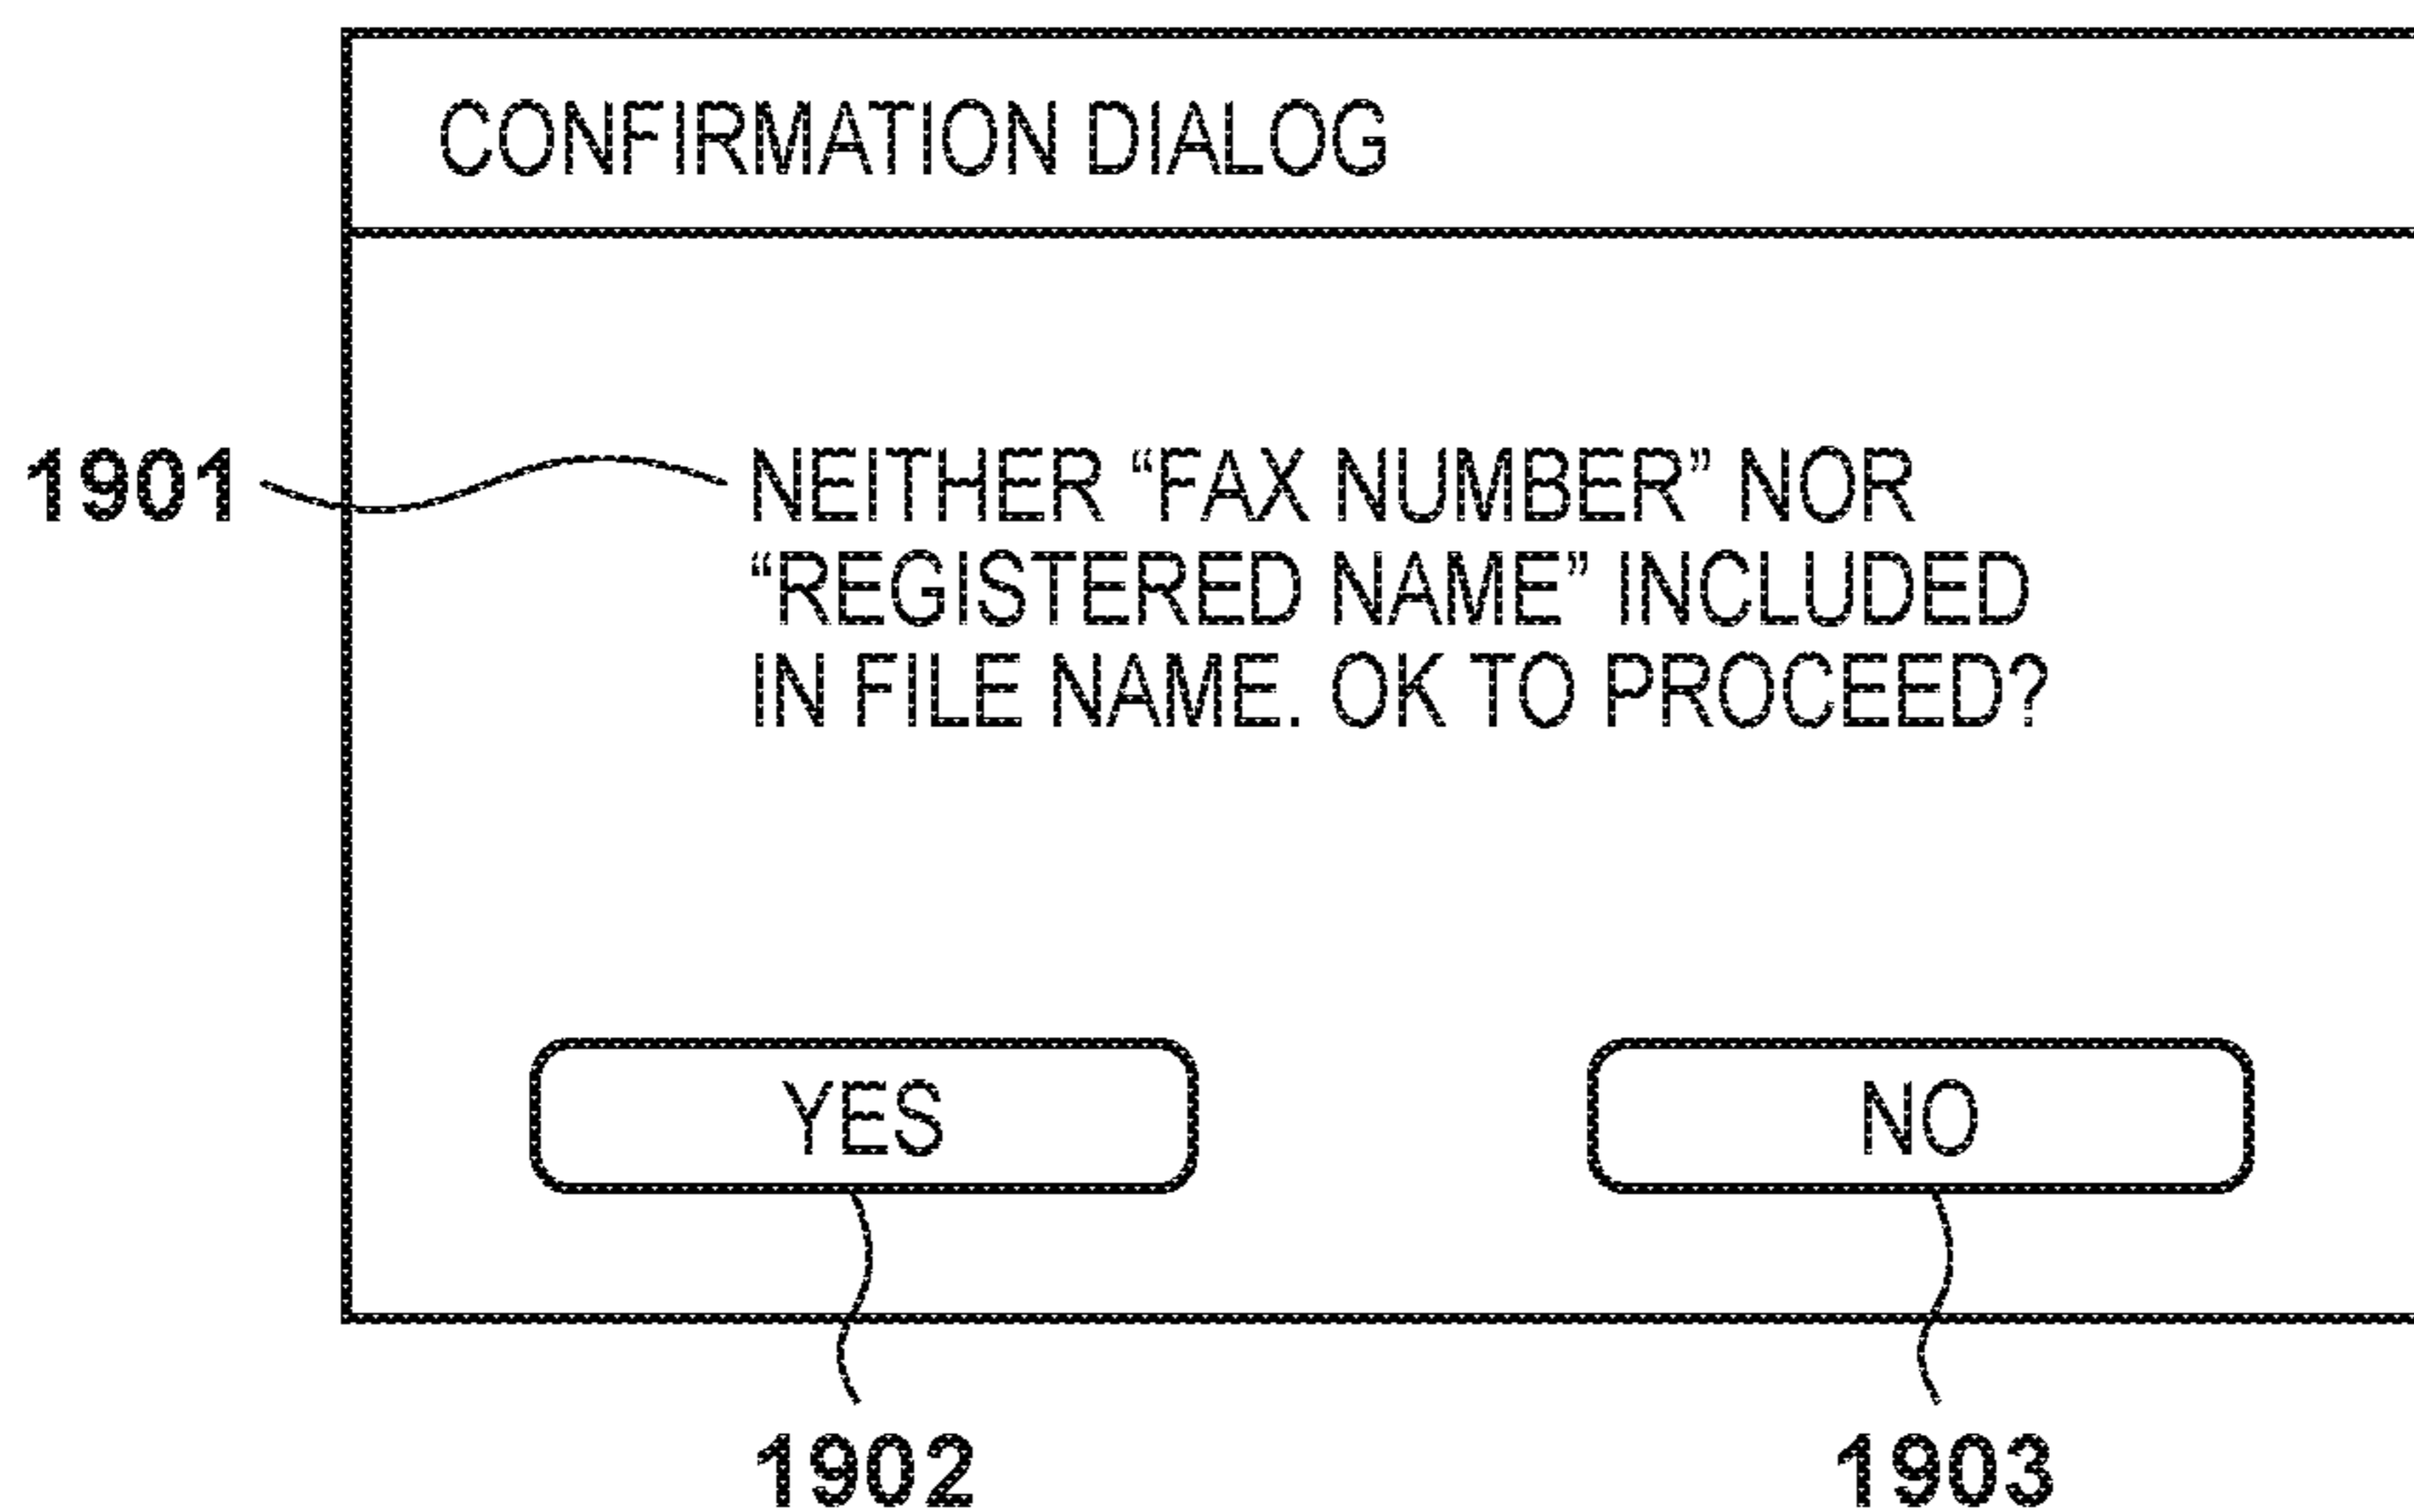 CONFIRMATION DIALOG
1901
NEITHER “FAX NUMBER” NOR
“REGISTERED NAME” INCLUDED
IN FILE NAME. OK TO PROCEED?
YES
NO
1902
1903